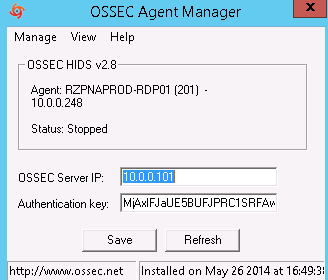 OSSEC Agent Manager
Manage View Help
OSSEC HIDS v2.8
Agent: RZPNAPROD-RDP01 (201) -
10.0.0.248
Status: Stopped
OSSEC Server IP: 10.0.0.101
Authentication key:
Save Refresh
http://www.ossec.net Installed on May 26 2014 at 16:49:38